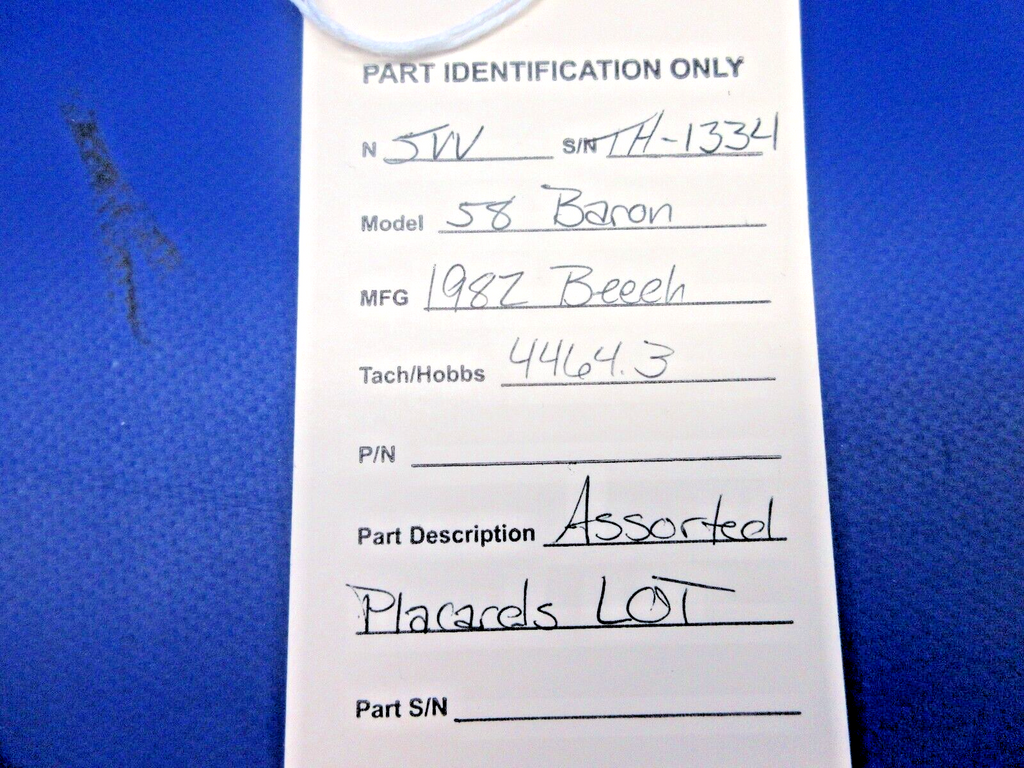 PART IDENTIFICATION ONLY
N 5VV S/N TH-1334
Model 58 Baron
MFG 1982 Beech
Tach/Hobbs 4464.3
P/N
Part Description Assorted
Placards LOT
Part S/N